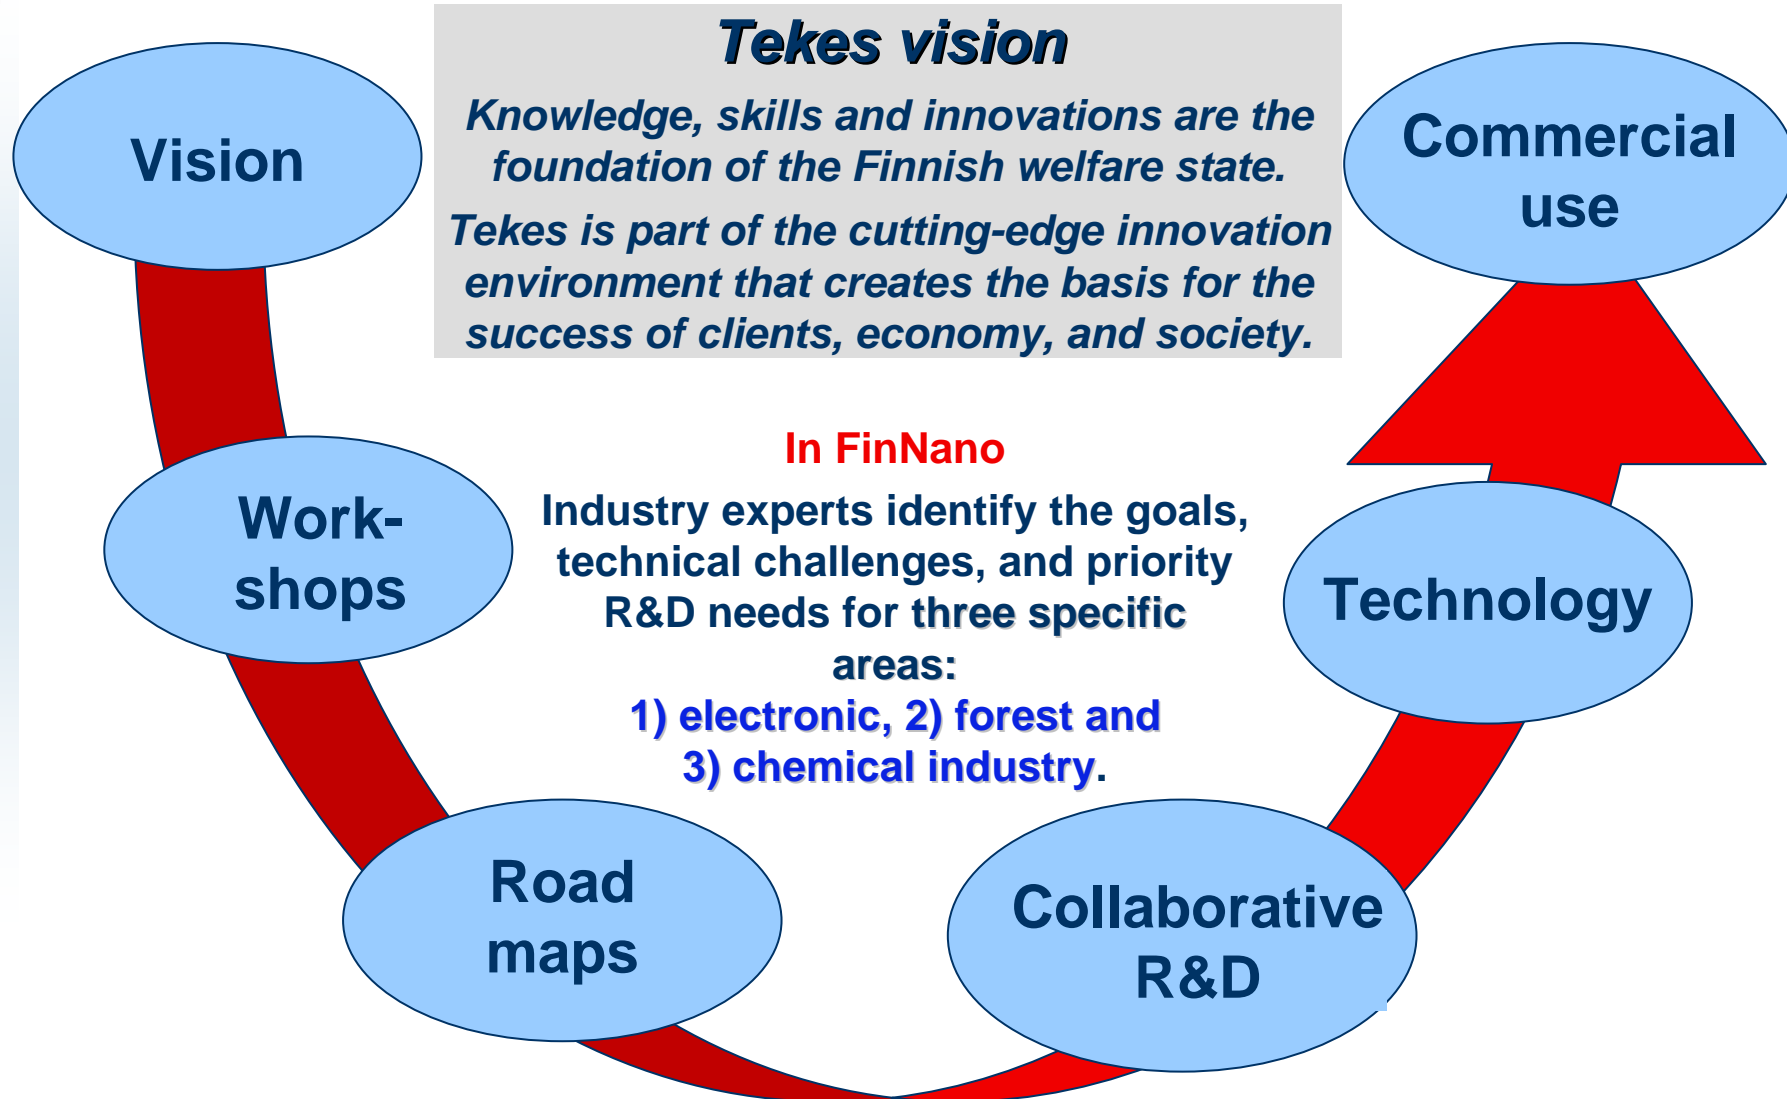 Tekes vision
Knowledge, skills and innovations are the
foundation of the Finnish welfare state.
Tekes is part of the cutting-edge innovation
environment that creates the basis for the
success of clients, economy, and society.
Vision
Work-
shops
Road
maps
In FinNano
Industry experts identify the goals,
technical challenges, and priority
R&D needs for three specific
areas:
1) electronic, 2) forest and
3) chemical industry.
Collaborative
R&D
Technology
Commercial
use